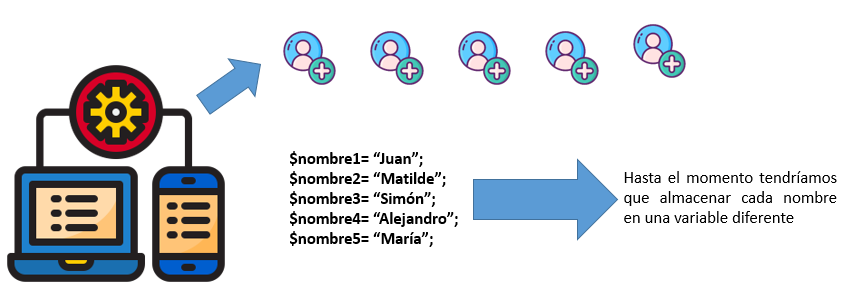 $nombre1= “Juan”;
$nombre2= “Matilde”;
$nombre3= “Simón”;
$nombre4= “Alejandro”;
$nombre5= “María”;
Hasta el momento tendríamos
que almacenar cada nombre
en una variable diferente